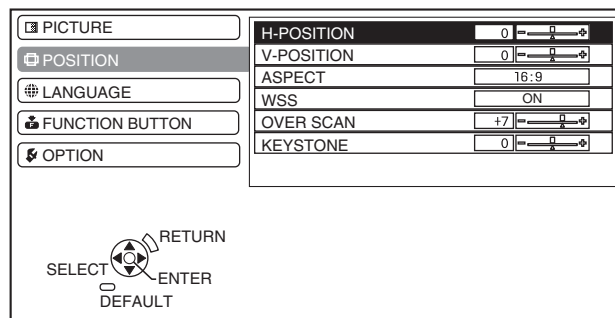 PICTURE
POSITION
LANGUAGE
FUNCTION BUTTON
OPTION
H-POSITION 0
V-POSITION 0
ASPECT 16:9
WSS ON
OVER SCAN +7
KEYSTONE 0
RETURN
SELECT
ENTER
DEFAULT